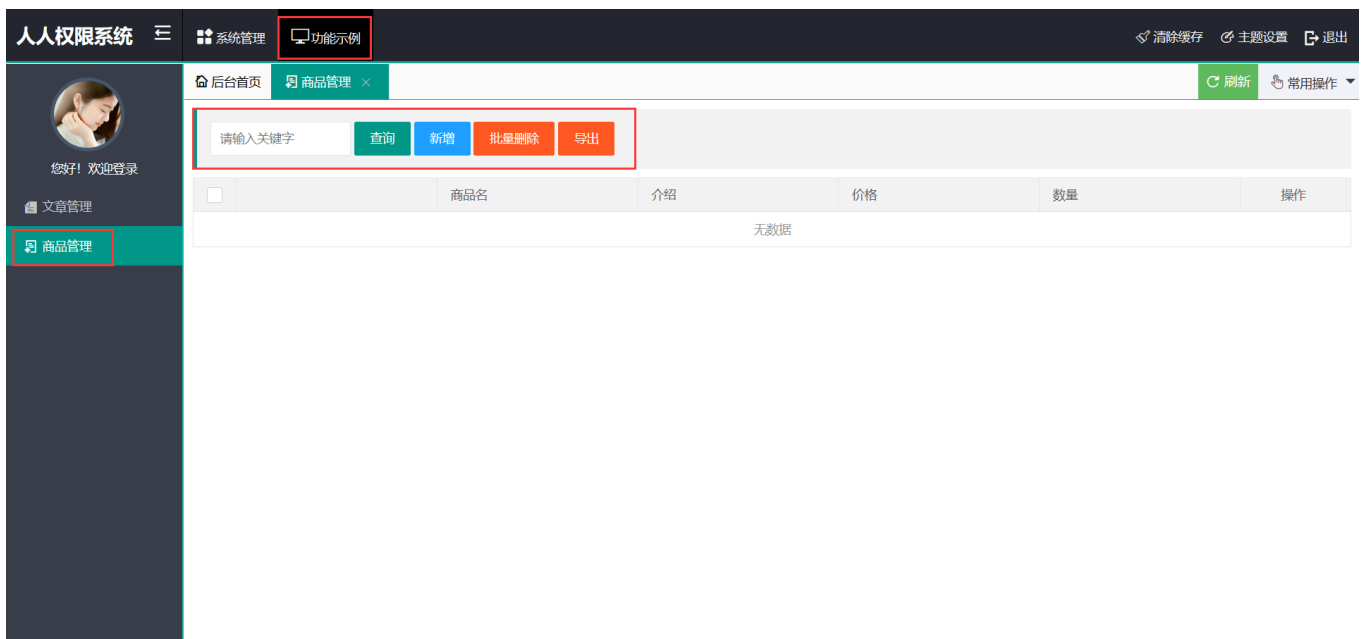 人人权限系统 系统管理 功能示例 清除缓存 主题设置 退出
后台首页 商品管理 刷新 常用操作
您好！欢迎登录
文章管理
商品管理
请输入关键字 查询 新增 批量删除 导出
商品名 介绍 价格 数量 操作
无数据